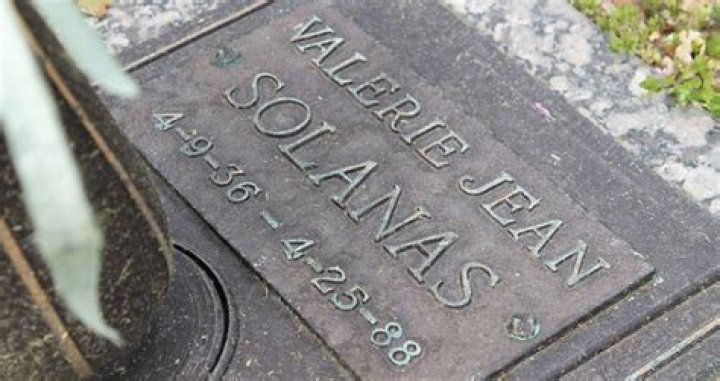 VALERIE JEAN
SOLANAS
4-9-36 - 4-25-88